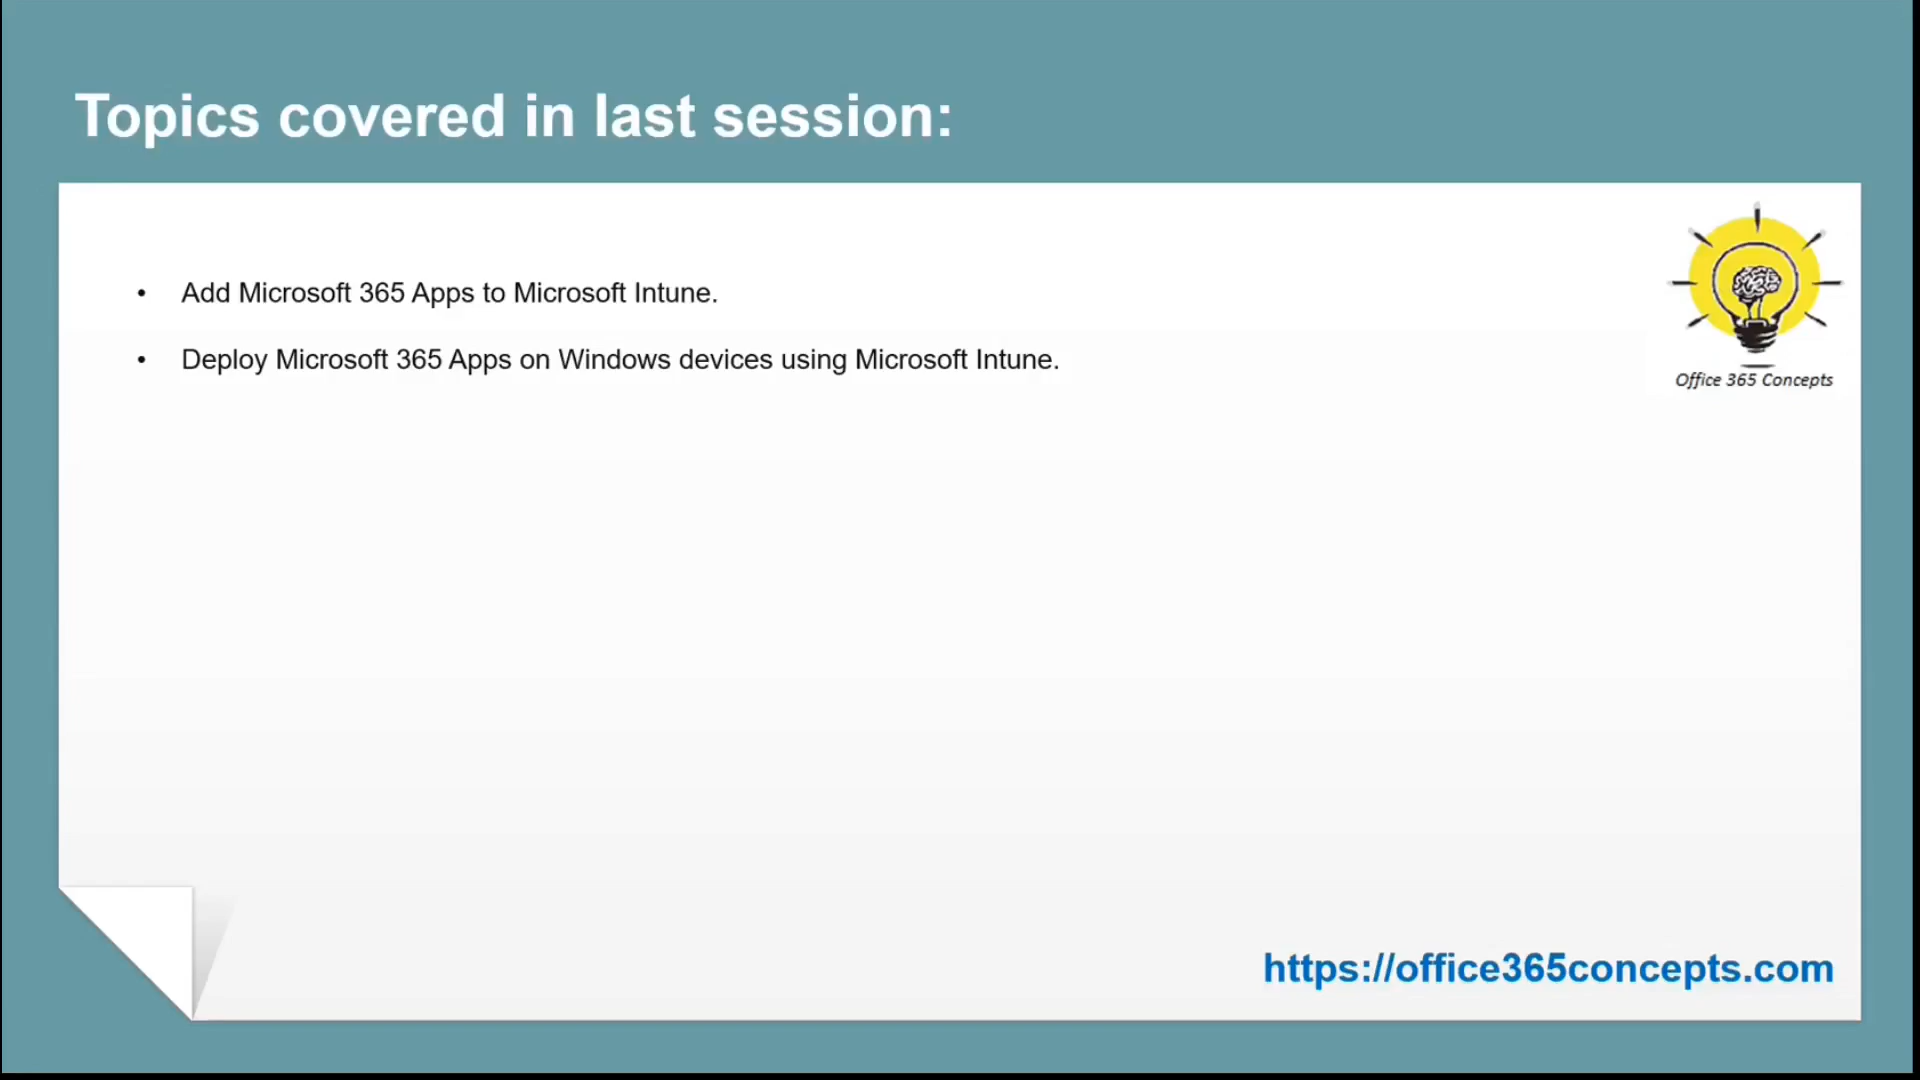 Topics covered in last session:
• Add Microsoft 365 Apps to Microsoft Intune.
• Deploy Microsoft 365 Apps on Windows devices using Microsoft Intune.
Office 365 Concepts
https://office365concepts.com